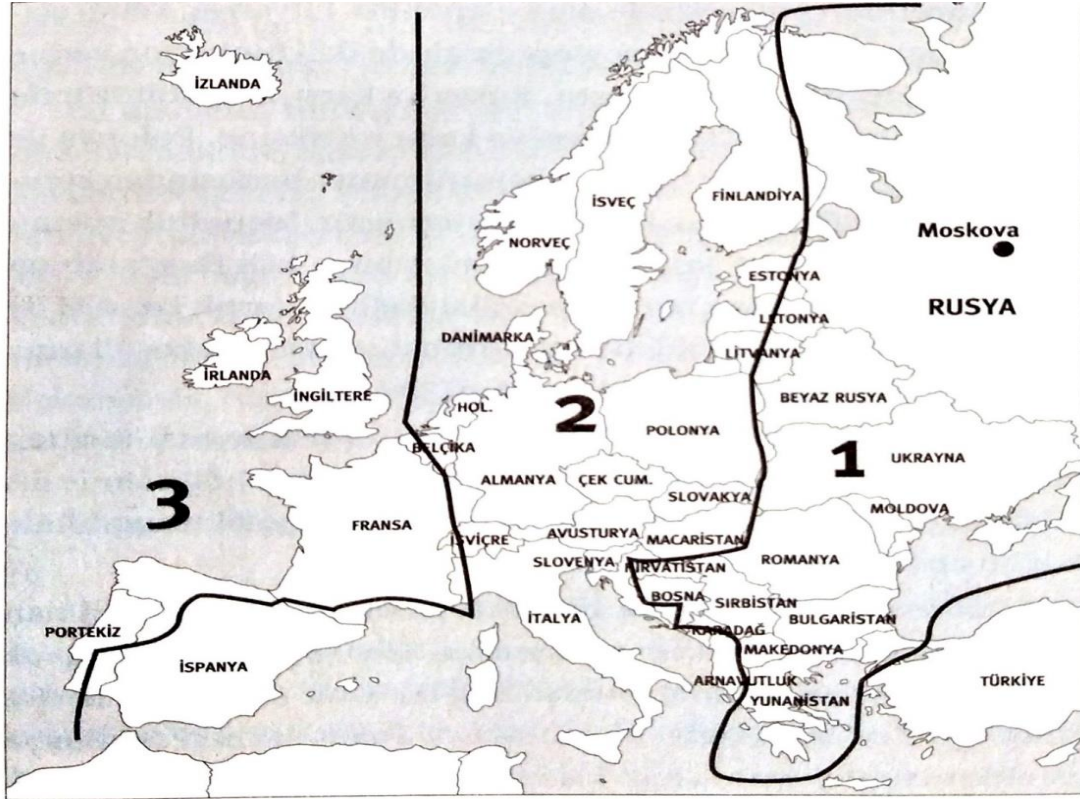 İZLANDA
İSVEÇ
FİNLANDİYA
NORVEÇ
Moskova
ESTONYA
RUSYA
LETONYA
DANİMARKA
LİTVANYA
İRLANDA
İNGİLTERE
HOL.
2
BEYAZ RUSYA
POLONYA
BELÇIKA
1
UKRAYNA
ALMANYA
ÇEK CUM.
SLOVAKYA
3
MOLDOVA
FRANSA
İSVİÇRE
AVUSTURYA
MACARİSTAN
SLOVENYA
HIRVATİSTAN
ROMANYA
BOSNA
SIRBİSTAN
PORTEKİZ
İTALYA
BULGARİSTAN
KARADAĞ
MAKEDONYA
İSPANYA
ARNAVUTLUK
TÜRKİYE
YUNANİSTAN